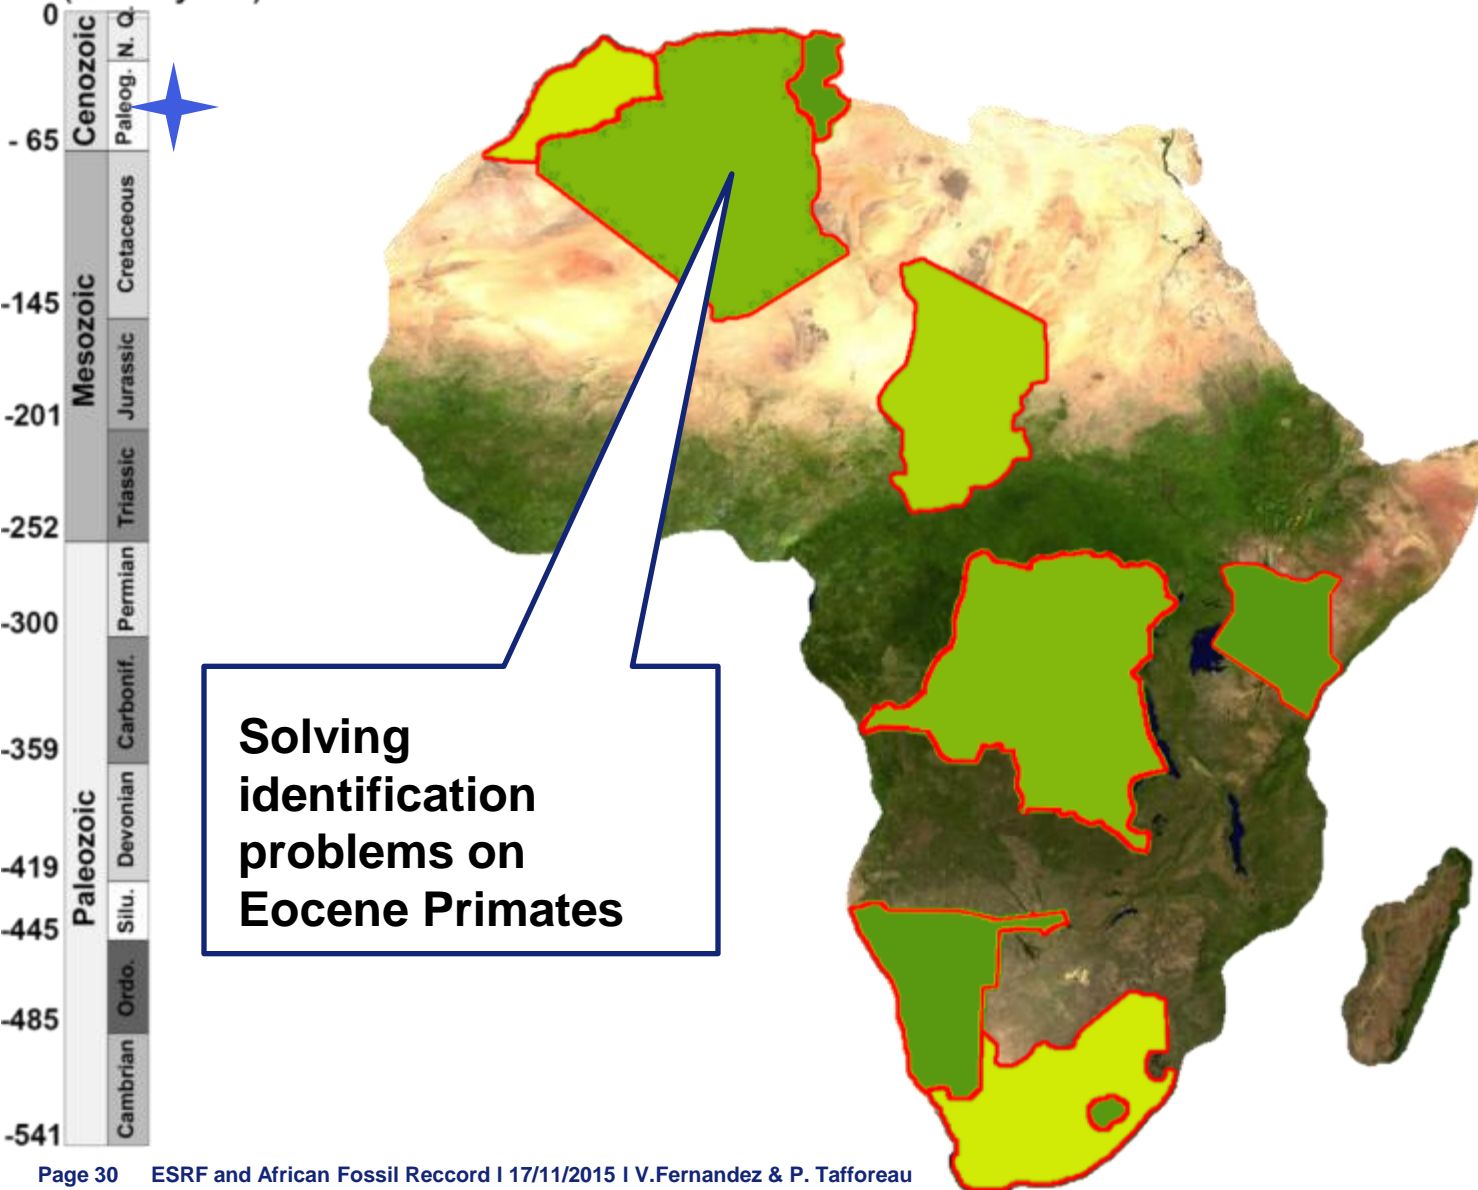 0
- 65
-145
-201
-252
-300
-359
-419
-445
-485
-541
Cenozoic
Mesozoic
Paleozoic
Q.
N.
Paleog.
Cretaceous
Jurassic
Triassic
Permian
Carbonif.
Devonian
Silu.
Ordo.
Cambrian
Solving
identification
problems on
Eocene Primates
Page 30 ESRF and African Fossil Reccord l 17/11/2015 l V.Fernandez & P. Tafforeau